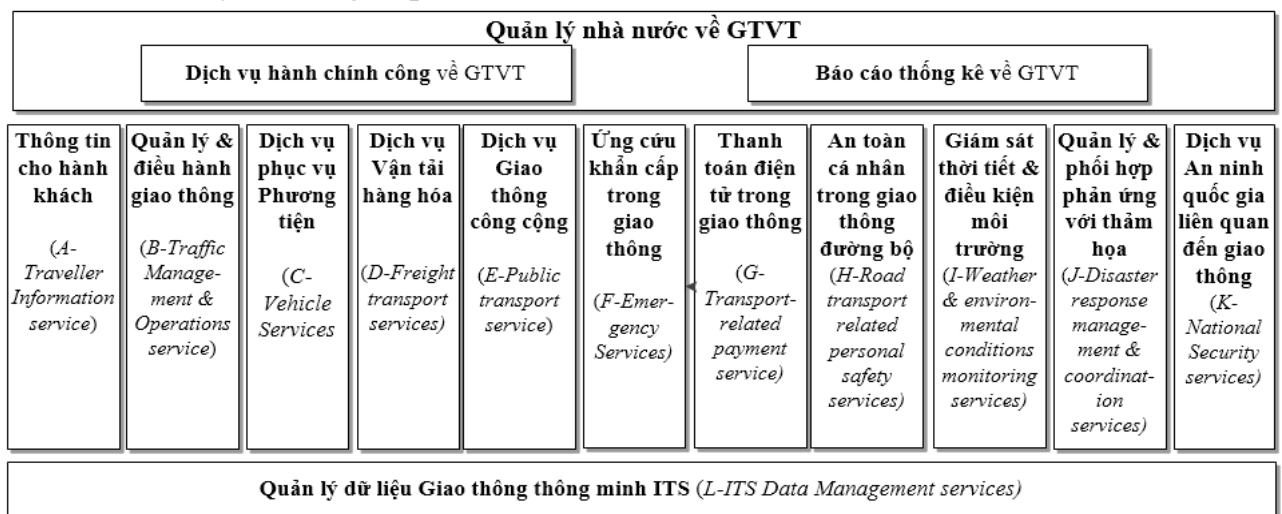 Quản lý nhà nước về GTVT
Dịch vụ hành chính công về GTVT
Báo cáo thống kê về GTVT
Thông tin
cho hành
khách
(A-
Traveller
Information
service)
Quản lý &
điều hành
giao thông
(B-Traffic
Manage-
ment &
Operations
service)
Dịch vụ
phục vụ
Phương
tiện
(C-
Vehicle
Services
Dịch vụ
Vận tải
hàng hóa
(D-Freight
transport
services)
Dịch vụ
Giao
thông
công cộng
(E-Public
transport
service)
Ứng cứu
khẩn cấp
trong
giao
thông
(F-Emer-
gency
Services)
Thanh
toán điện
tử trong
giao thông
(G-
Transport-
related
payment
service)
An toàn
cá nhân
trong giao
thông
đường bộ
(H-Road
transport
related
personal
safety
services)
Giám sát
thời tiết &
điều kiện
môi
trường
(I-Weather
& environ-
mental
conditions
monitoring
services)
Quản lý &
phối hợp
phản ứng
với thảm
họa
(J-Disaster
response
manage-
ment &
coordinat-
ion
services)
Dịch vụ
An ninh
quốc gia
liên quan
đến giao
thông
(K-
National
Security
services)
Quản lý dữ liệu Giao thông thông minh ITS (L-ITS Data Management services)